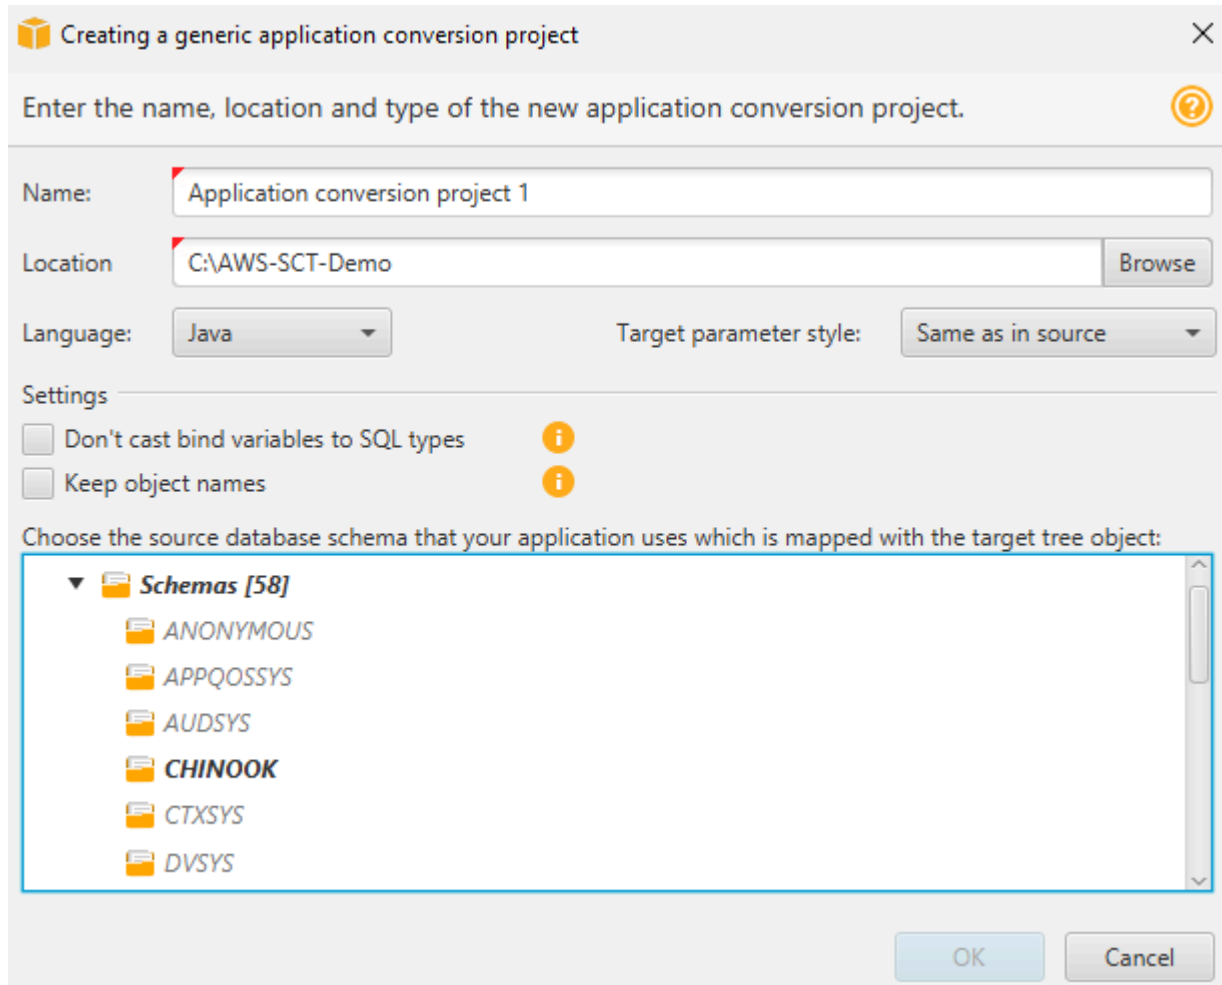 Creating a generic application conversion project
Enter the name, location and type of the new application conversion project.
Name: Application conversion project 1
Location C:\AWS-SCT-Demo Browse
Language: Java Target parameter style: Same as in source
Settings
Don't cast bind variables to SQL types
Keep object names
Choose the source database schema that your application uses which is mapped with the target tree object:
Schemas [58]
ANONYMOUS
APPQOSSYS
AUDSYS
CHINOOK
CTXSYS
DVSYS
OK Cancel